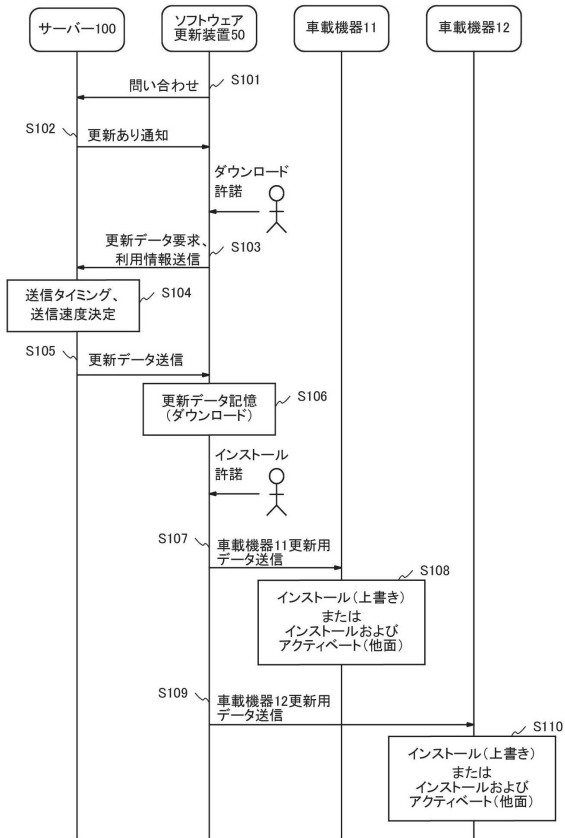 サーバー100
ソフトウェア
更新装置50
車載機器11
車載機器12
問い合わせ
S101
S102
更新あり通知
ダウンロード
許諾
更新データ要求、
利用情報送信
S103
送信タイミング、
送信速度決定
S104
S105
更新データ送信
更新データ記憶
(ダウンロード)
S106
インストール
許諾
S107
車載機器11更新用
データ送信
S108
インストール(上書き)
または
インストールおよび
アクティベート(他面)
S109
車載機器12更新用
データ送信
S110
インストール(上書き)
または
インストールおよび
アクティベート(他面)